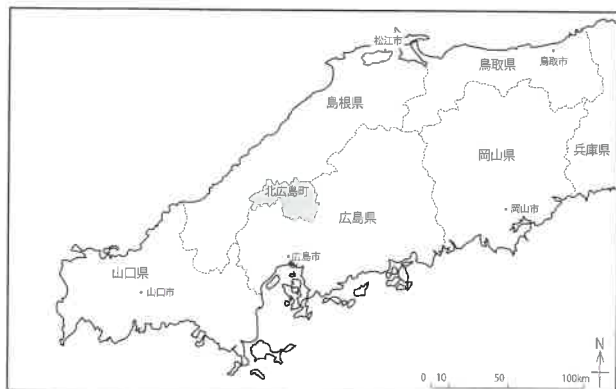 松江市
鳥取県
鳥取市
島根県
兵庫県
岡山県
北広島町
広島県
岡山市
広島市
山口県
山口市
N
0 10 50 100km